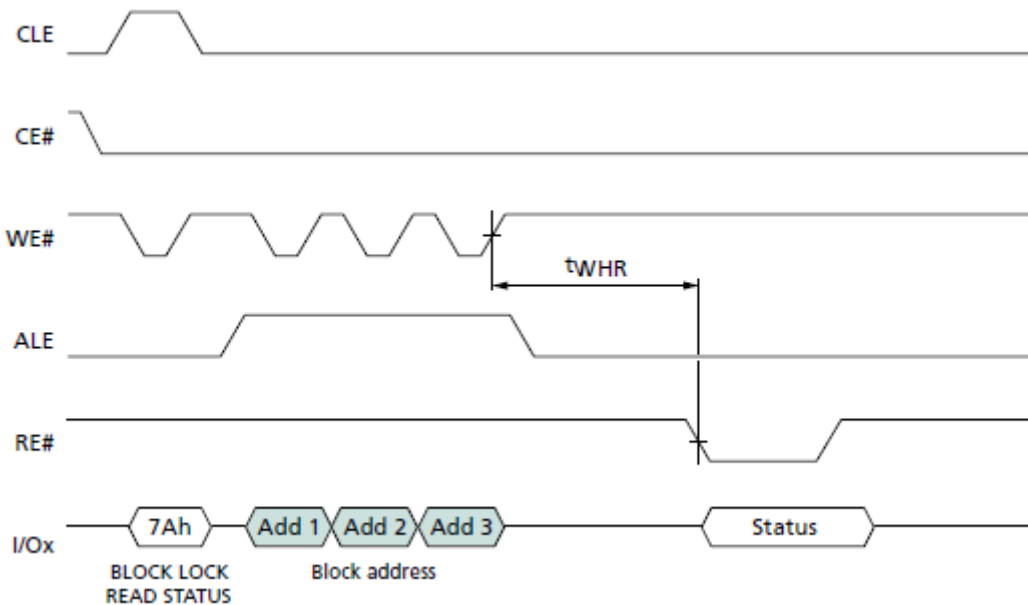 CLE
CE#
WE#
tWHR
ALE
RE#
I/Ox
7Ah
Add 1
Add 2
Add 3
Status
BLOCK LOCK
READ STATUS
Block address